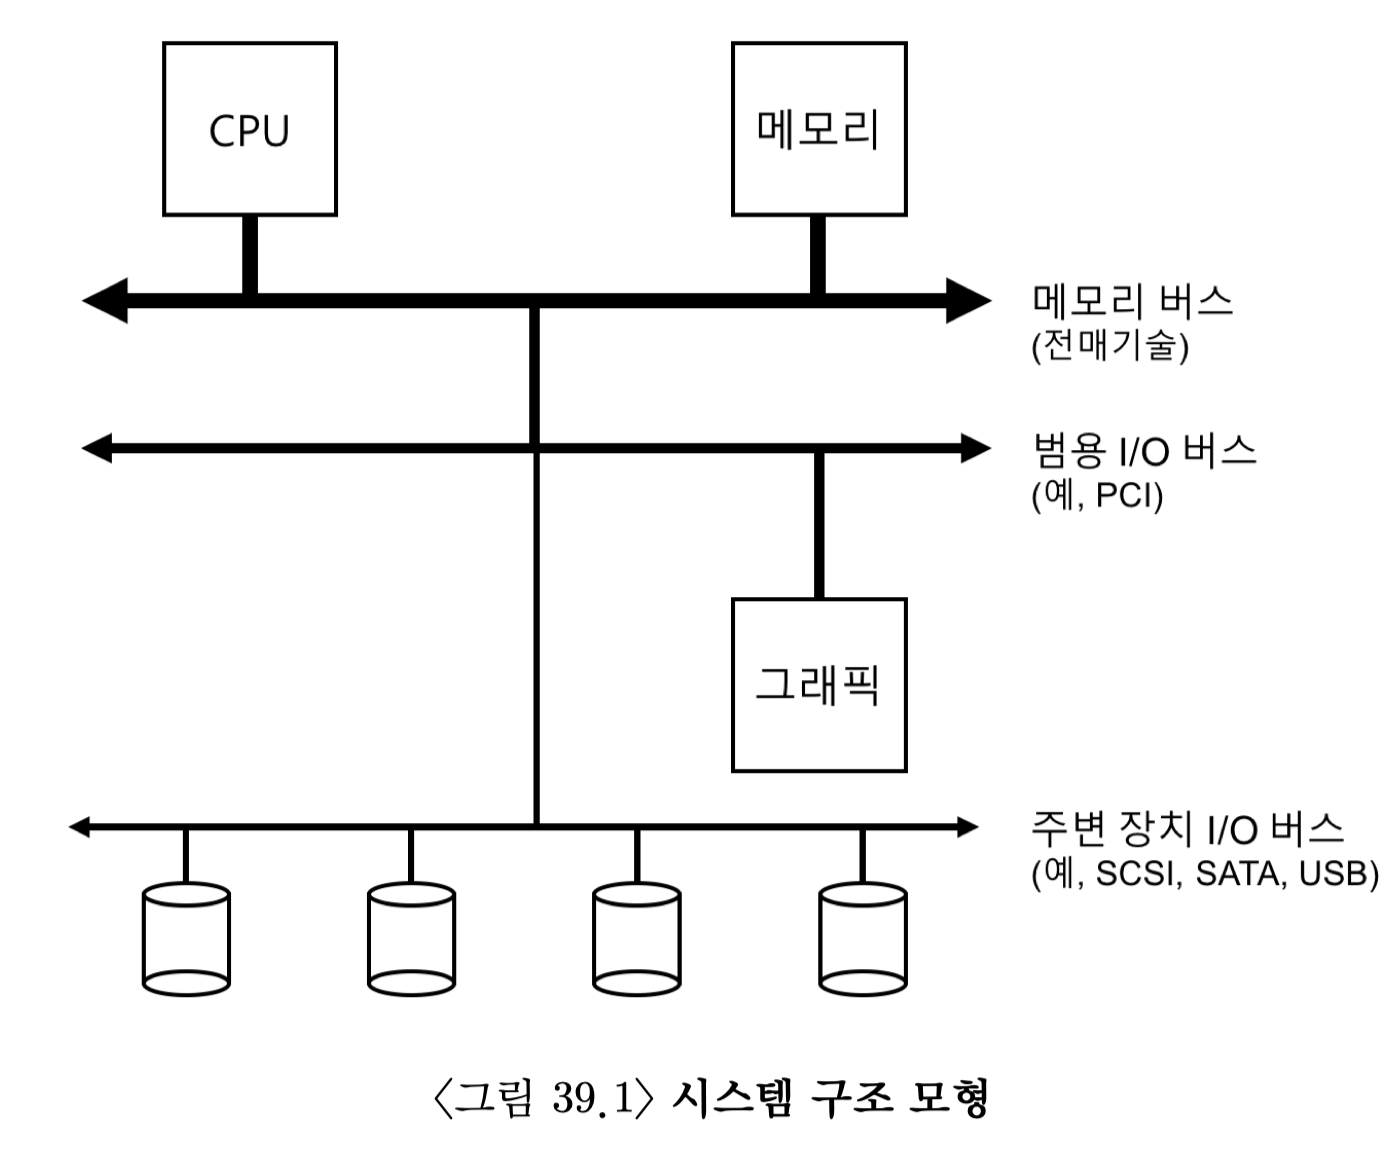 CPU
메모리
메모리 버스
(전매기술)
범용 I/O 버스
(예, PCI)
그래픽
주변 장치 I/O 버스
(예, SCSI, SATA, USB)
〈그림 39.1〉 시스템 구조 모형